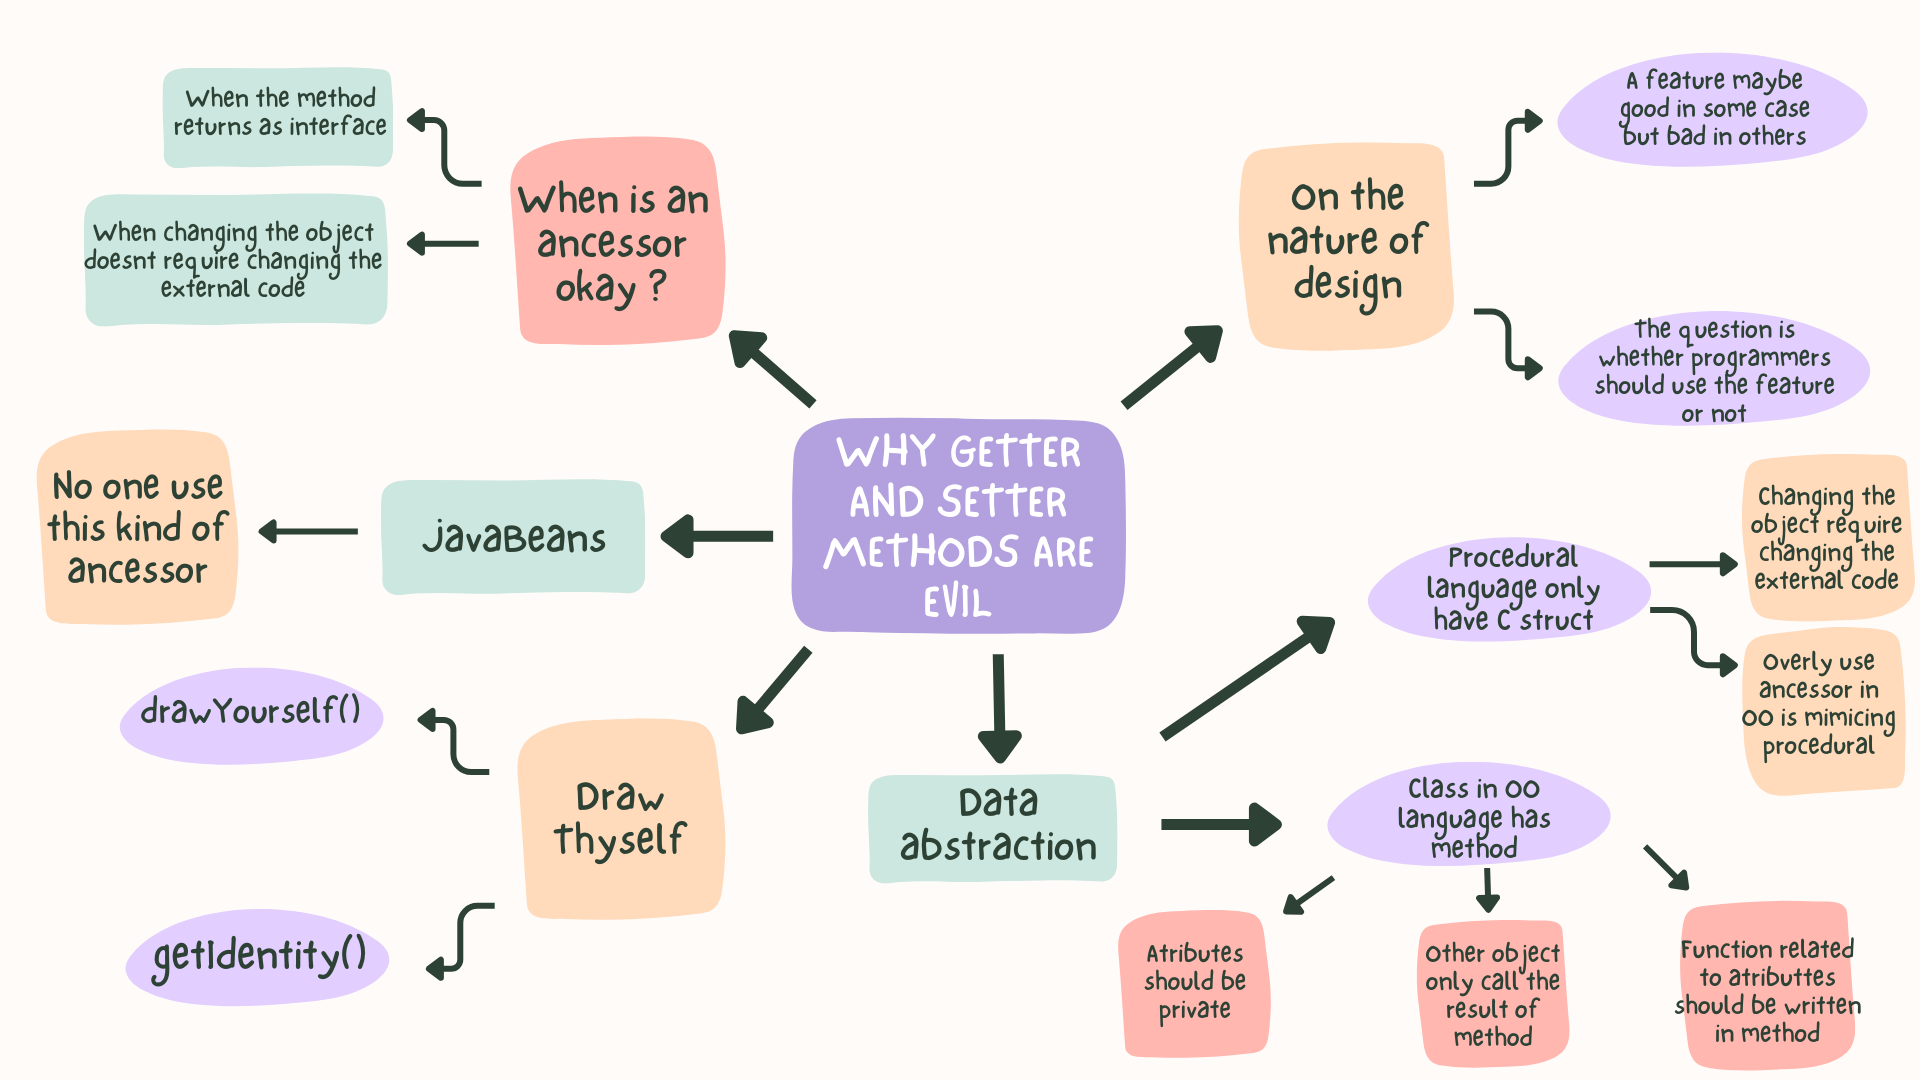 When the method
returns as interface
When changing the object
doesnt require changing the
external code
When is an
ancessor
okay ?
On the
nature of
design
A feature maybe
good in some case
but bad in others
The question is
whether programmers
should use the feature
or not
No one use
this kind of
ancessor
JavaBeans
WHY GETTER
AND SETTER
METHODS ARE
EVIL
Procedural
language only
have C struct
Changing the
object require
changing the
external code
Overly use
ancessor in
OO is mimicing
procedural
drawYourself()
getIdentity()
Draw
Thyself
Data
abstraction
Class in OO
language has
method
Atributes
should be
private
Other object
only call the
result of
method
Function related
to atributtes
should be written
in method